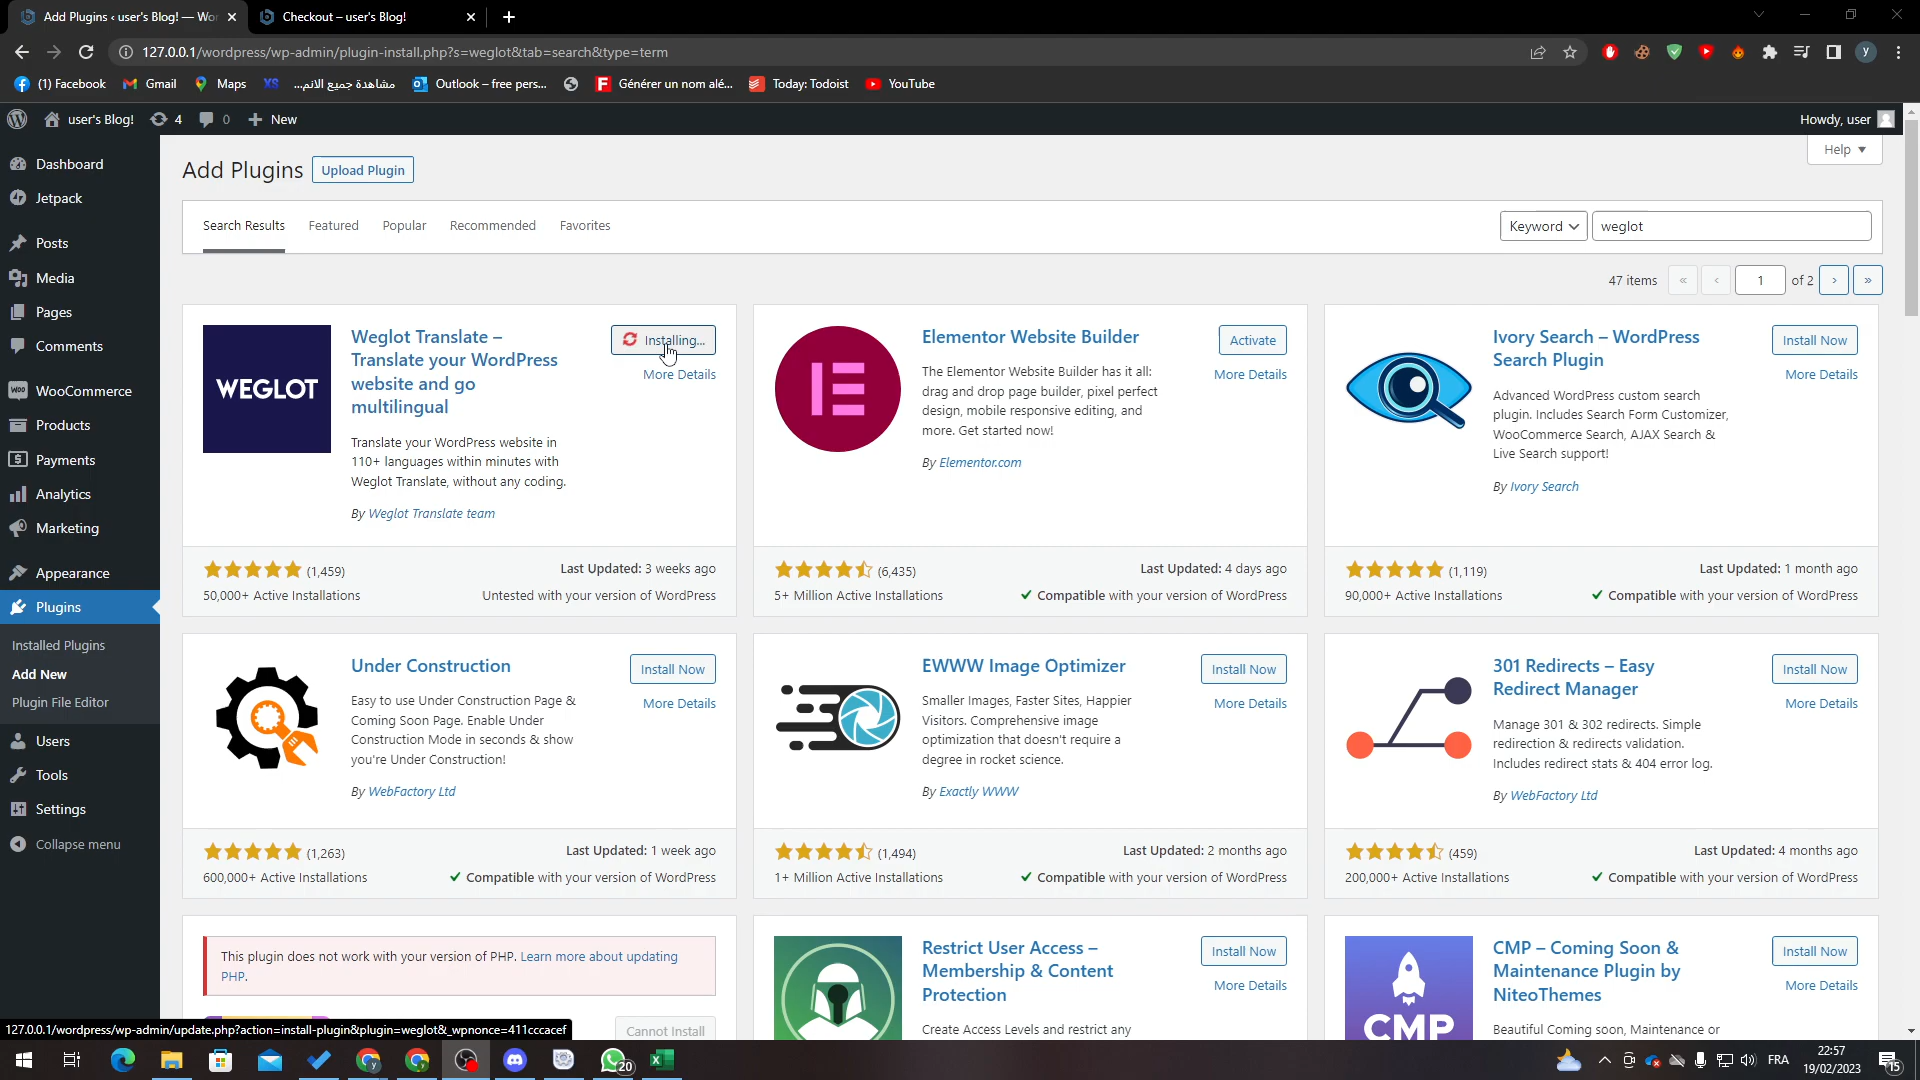 Add Plugins ‹ user's Blog! — Wor
Checkout – user's Blog!
127.0.0.1/wordpress/wp-admin/plugin-install.php?s=weglot&tab=search&type=term
y
(1) Facebook
Gmail
Maps
XS
مشاهدة جميع الانم...
Outlook – free pers...
Générer un nom alé...
Today: Todoist
YouTube
user's Blog!
4
0
New
Howdy, user
Dashboard
Jetpack
Posts
Media
Pages
Comments
WooCommerce
Products
Payments
Analytics
Marketing
Appearance
Plugins
Installed Plugins
Add New
Plugin File Editor
Users
Tools
Settings
Collapse menu
Add Plugins
Upload Plugin
Help
Search Results
Featured
Popular
Recommended
Favorites
Keyword
weglot
47 items
«
‹
1
of 2
›
»
WEGLOT
Weglot Translate –
Translate your WordPress
website and go
multilingual
Installing...
More Details
Translate your WordPress website in
110+ languages within minutes with
Weglot Translate, without any coding.
By Weglot Translate team
(1,459)
50,000+ Active Installations
Last Updated: 3 weeks ago
Untested with your version of WordPress
Elementor Website Builder
Activate
More Details
The Elementor Website Builder has it all:
drag and drop page builder, pixel perfect
design, mobile responsive editing, and
more. Get started now!
By Elementor.com
(6,435)
5+ Million Active Installations
Last Updated: 4 days ago
Compatible with your version of WordPress
Ivory Search – WordPress
Search Plugin
Install Now
More Details
Advanced WordPress custom search
plugin. Includes Search Form Customizer,
WooCommerce Search, AJAX Search &
Live Search support!
By Ivory Search
(1,119)
90,000+ Active Installations
Last Updated: 1 month ago
Compatible with your version of WordPress
Under Construction
Install Now
More Details
Easy to use Under Construction Page &
Coming Soon Page. Enable Under
Construction Mode in seconds & show
you're Under Construction!
By WebFactory Ltd
(1,263)
600,000+ Active Installations
Last Updated: 1 week ago
Compatible with your version of WordPress
EWWW Image Optimizer
Install Now
More Details
Smaller Images, Faster Sites, Happier
Visitors. Comprehensive image
optimization that doesn't require a
degree in rocket science.
By Exactly WWW
(1,494)
1+ Million Active Installations
Last Updated: 2 months ago
Compatible with your version of WordPress
301 Redirects – Easy
Redirect Manager
Install Now
More Details
Manage 301 & 302 redirects. Simple
redirection & redirects validation.
Includes redirect stats & 404 error log.
By WebFactory Ltd
(459)
200,000+ Active Installations
Last Updated: 4 months ago
Compatible with your version of WordPress
This plugin does not work with your version of PHP. Learn more about updating
PHP.
Cannot Install
Restrict User Access –
Membership & Content
Protection
Install Now
More Details
Create Access Levels and restrict any
CMP
CMP – Coming Soon &
Maintenance Plugin by
NiteoThemes
Install Now
More Details
Beautiful Coming soon, Maintenance or
127.0.0.1/wordpress/wp-admin/update.php?action=install-plugin&plugin=weglot&_wpnonce=411cccacef
20
FRA
22:57
19/02/2023
15